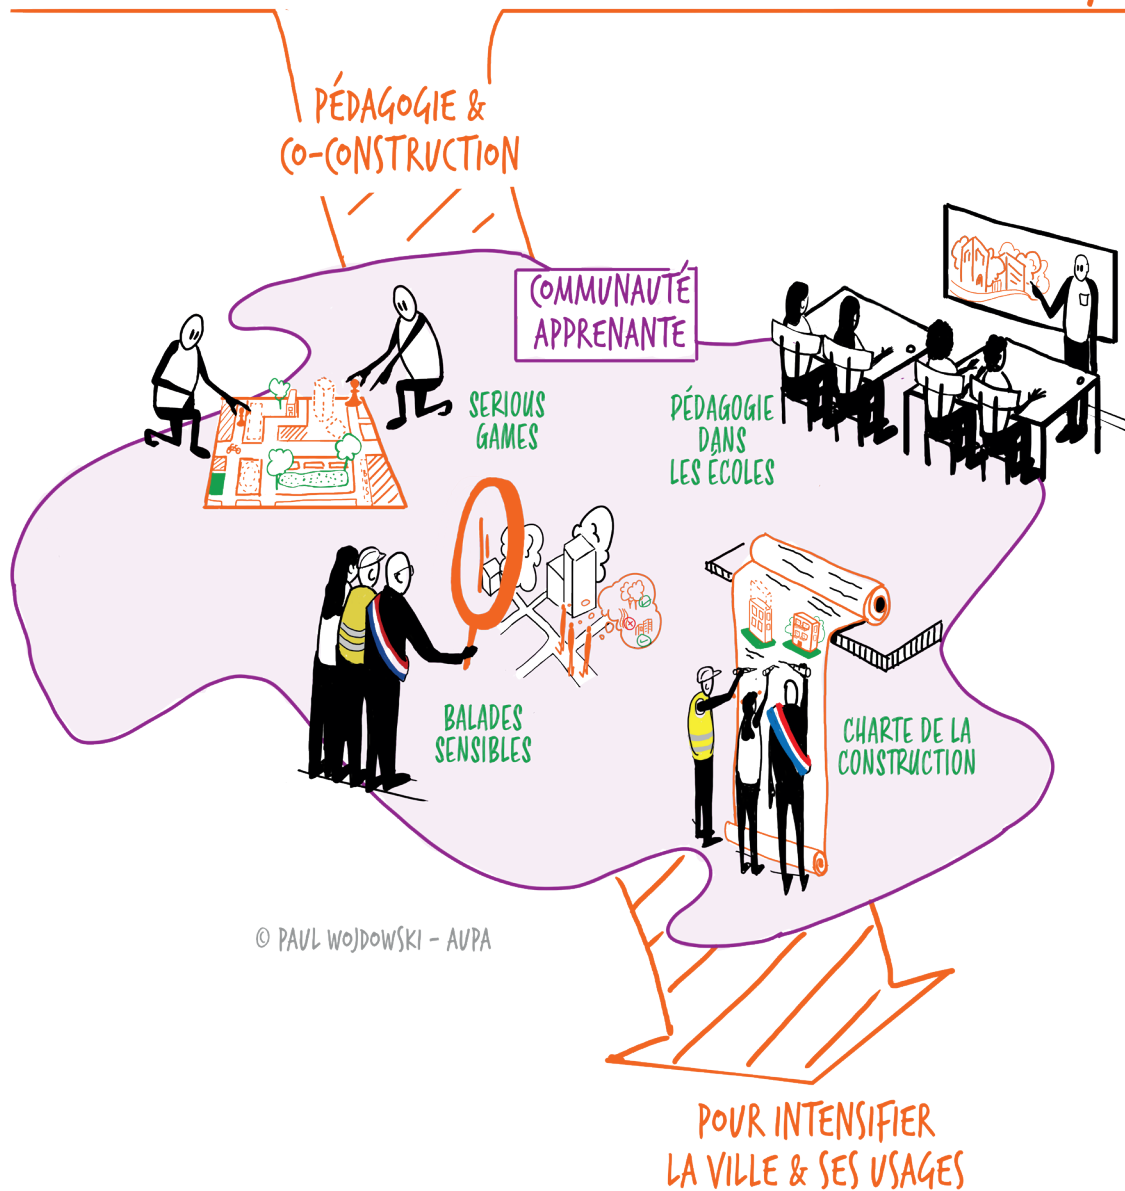 PÉDAGOGIE &
CO-CONSTRUCTION
COMMUNAUTÉ
APPRENANTE
SERIOUS
GAMES
PÉDAGOGIE
DANS
LES ÉCOLES
BALADES
SENSIBLES
CHARTE DE LA
CONSTRUCTION
© PAUL WOJDOWSKI - AUPA
POUR INTENSIFIER
LA VILLE & SES USAGES